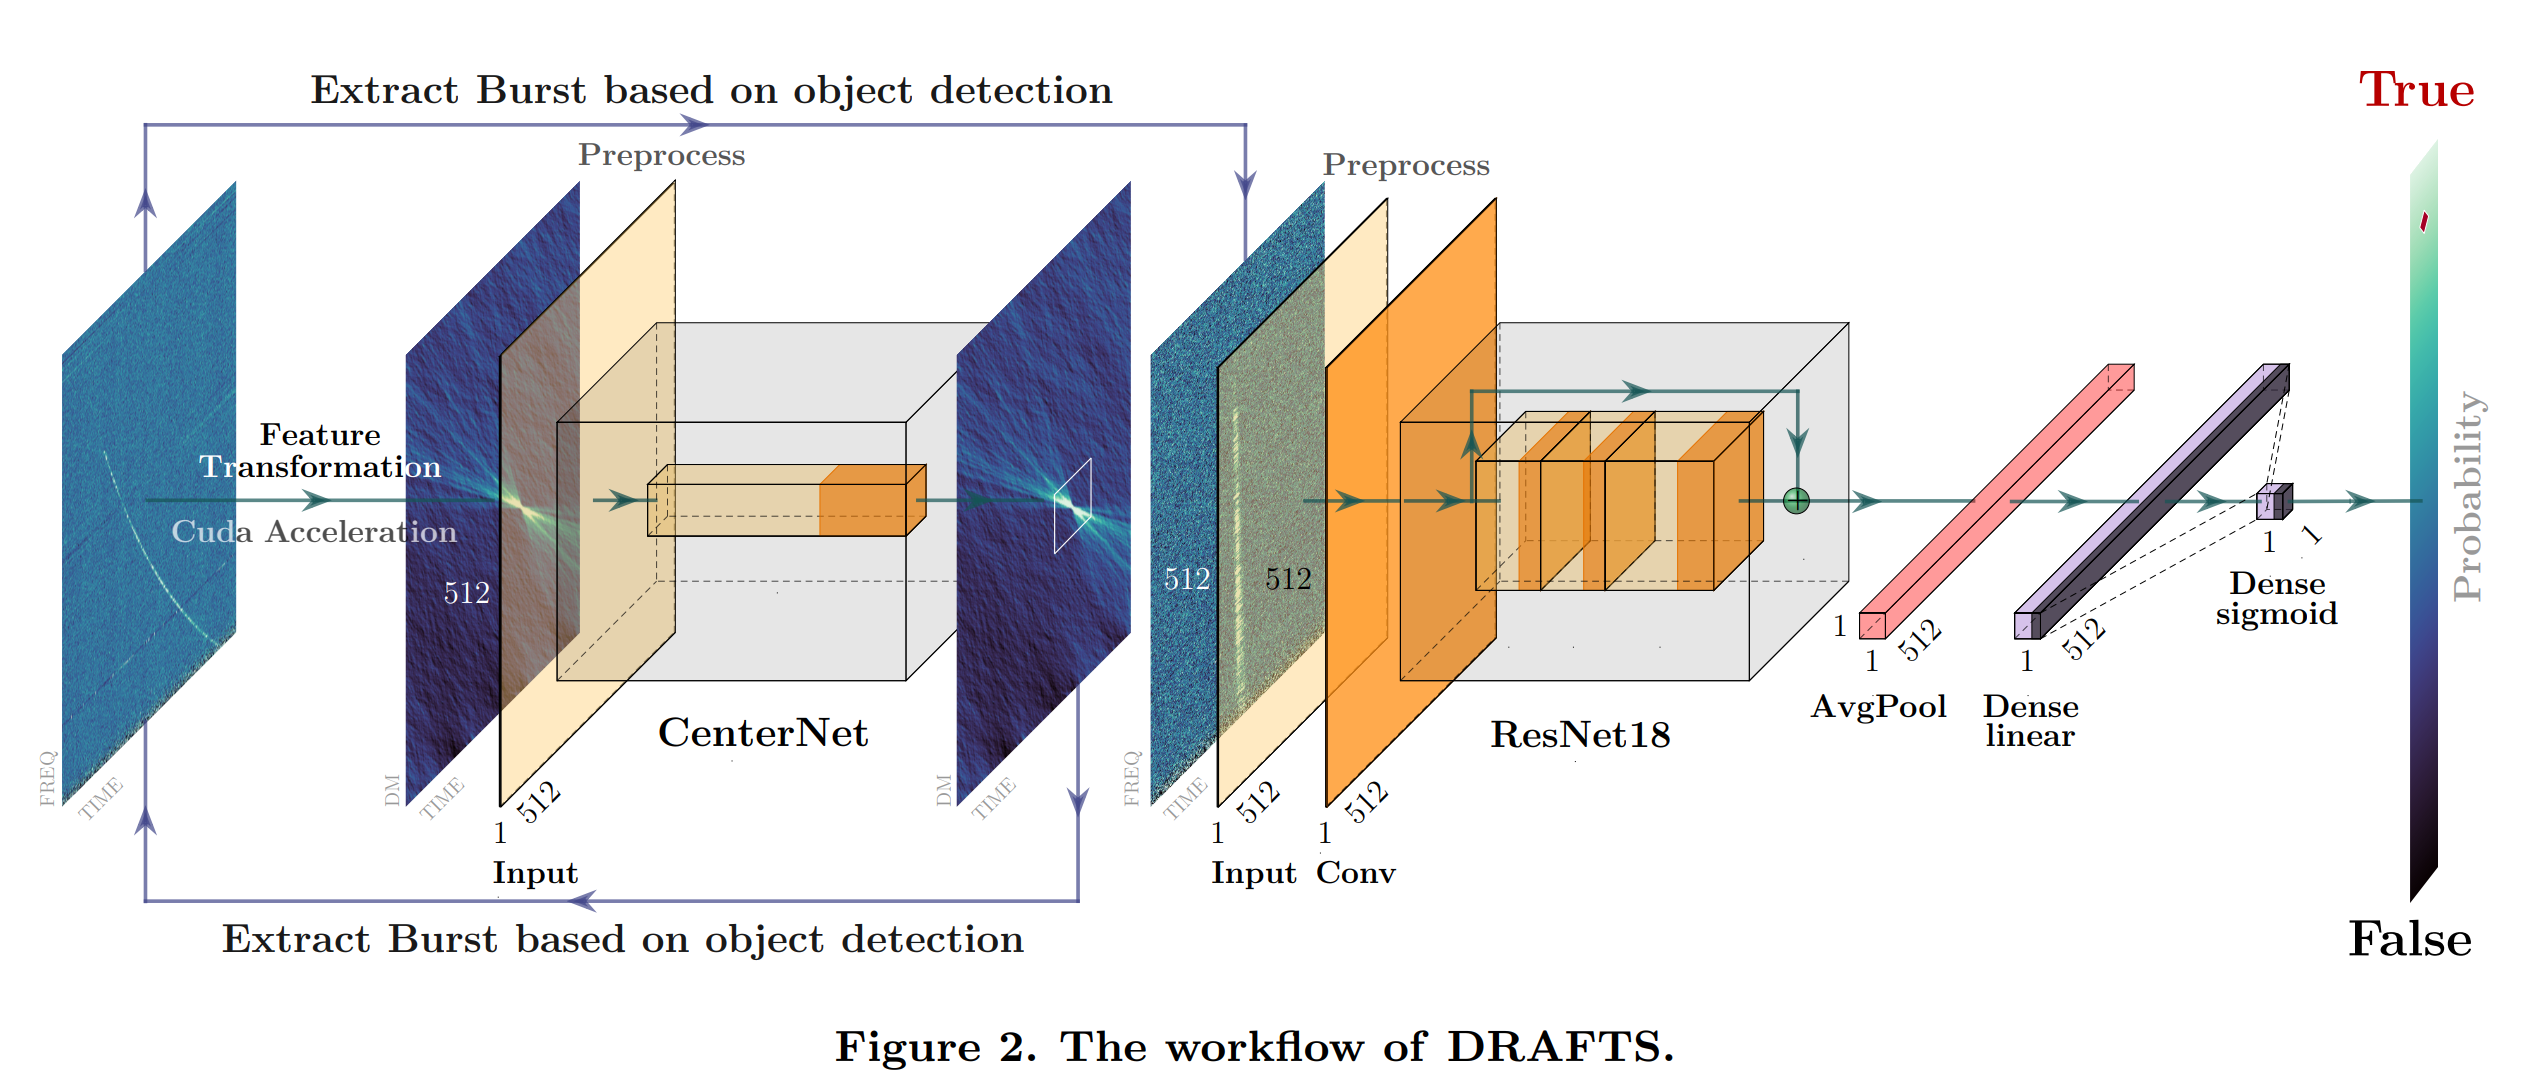 Extract Burst based on object detection
True
Preprocess
Preprocess
Feature
Transformation
Cuda Acceleration
512
512
512
Probability
1
1
Dense
sigmoid
1
1
512
1
512
AvgPool
Dense
linear
CenterNet
ResNet18
FREQ
TIME
DM
TIME
512
1
Input
DM
TIME
FREQ
TIME
512
1
Input
512
1
Conv
Extract Burst based on object detection
False
Figure 2. The workflow of DRAFTS.